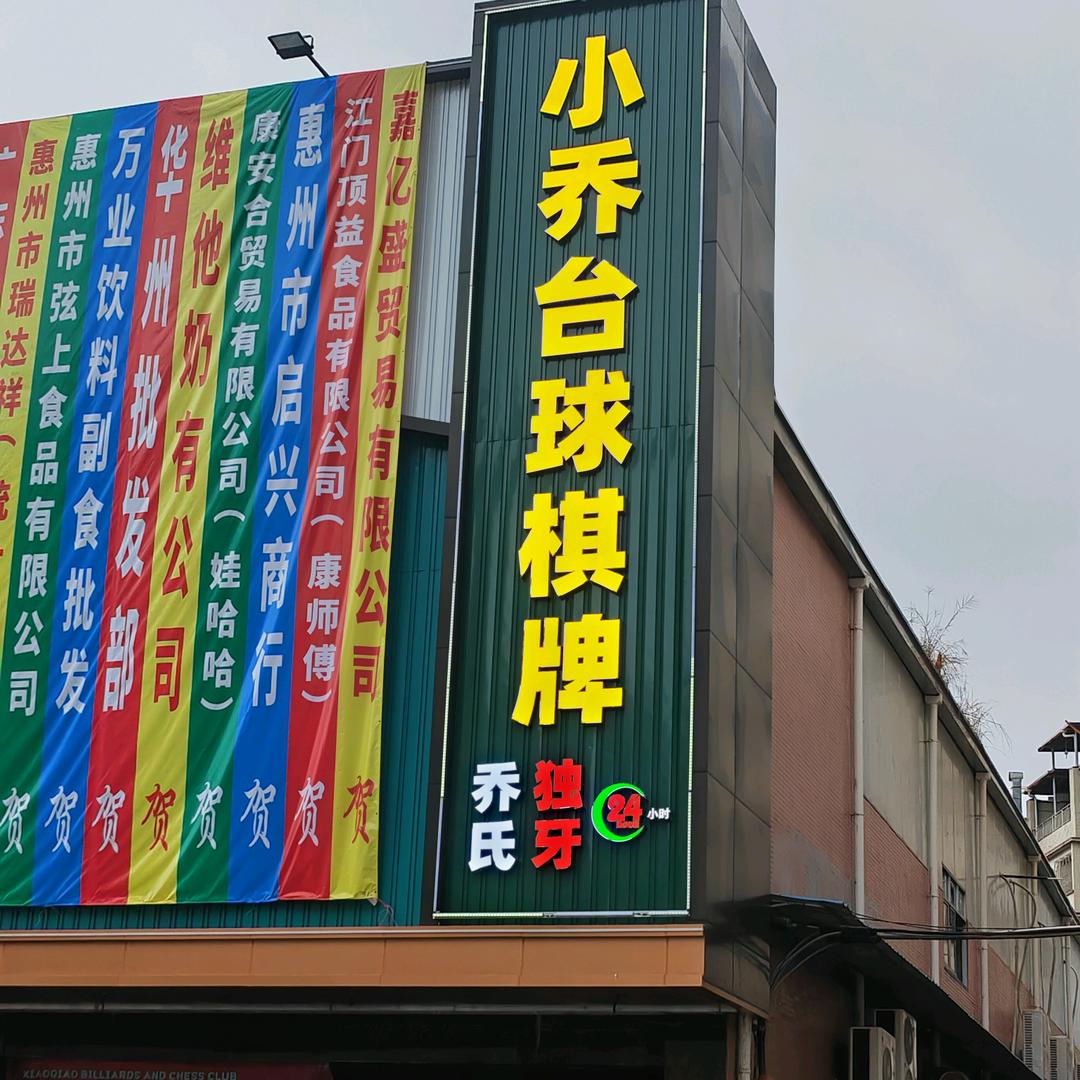 小乔台球棋牌
乔氏
独牙
24
小时
嘉亿盛贸易有限公司 贺
江门顶益食品有限公司(康师傅) 贺
惠州市启兴商行 贺
康安合贸易有限公司(娃哈哈) 贺
维他奶有限公司 贺
华州批发部 贺
万业饮料副食批发 贺
惠州市弦上食品有限公司 贺
惠州市瑞达祥(
XIAOQIAO BILLIARDS AND CHESS CLUB